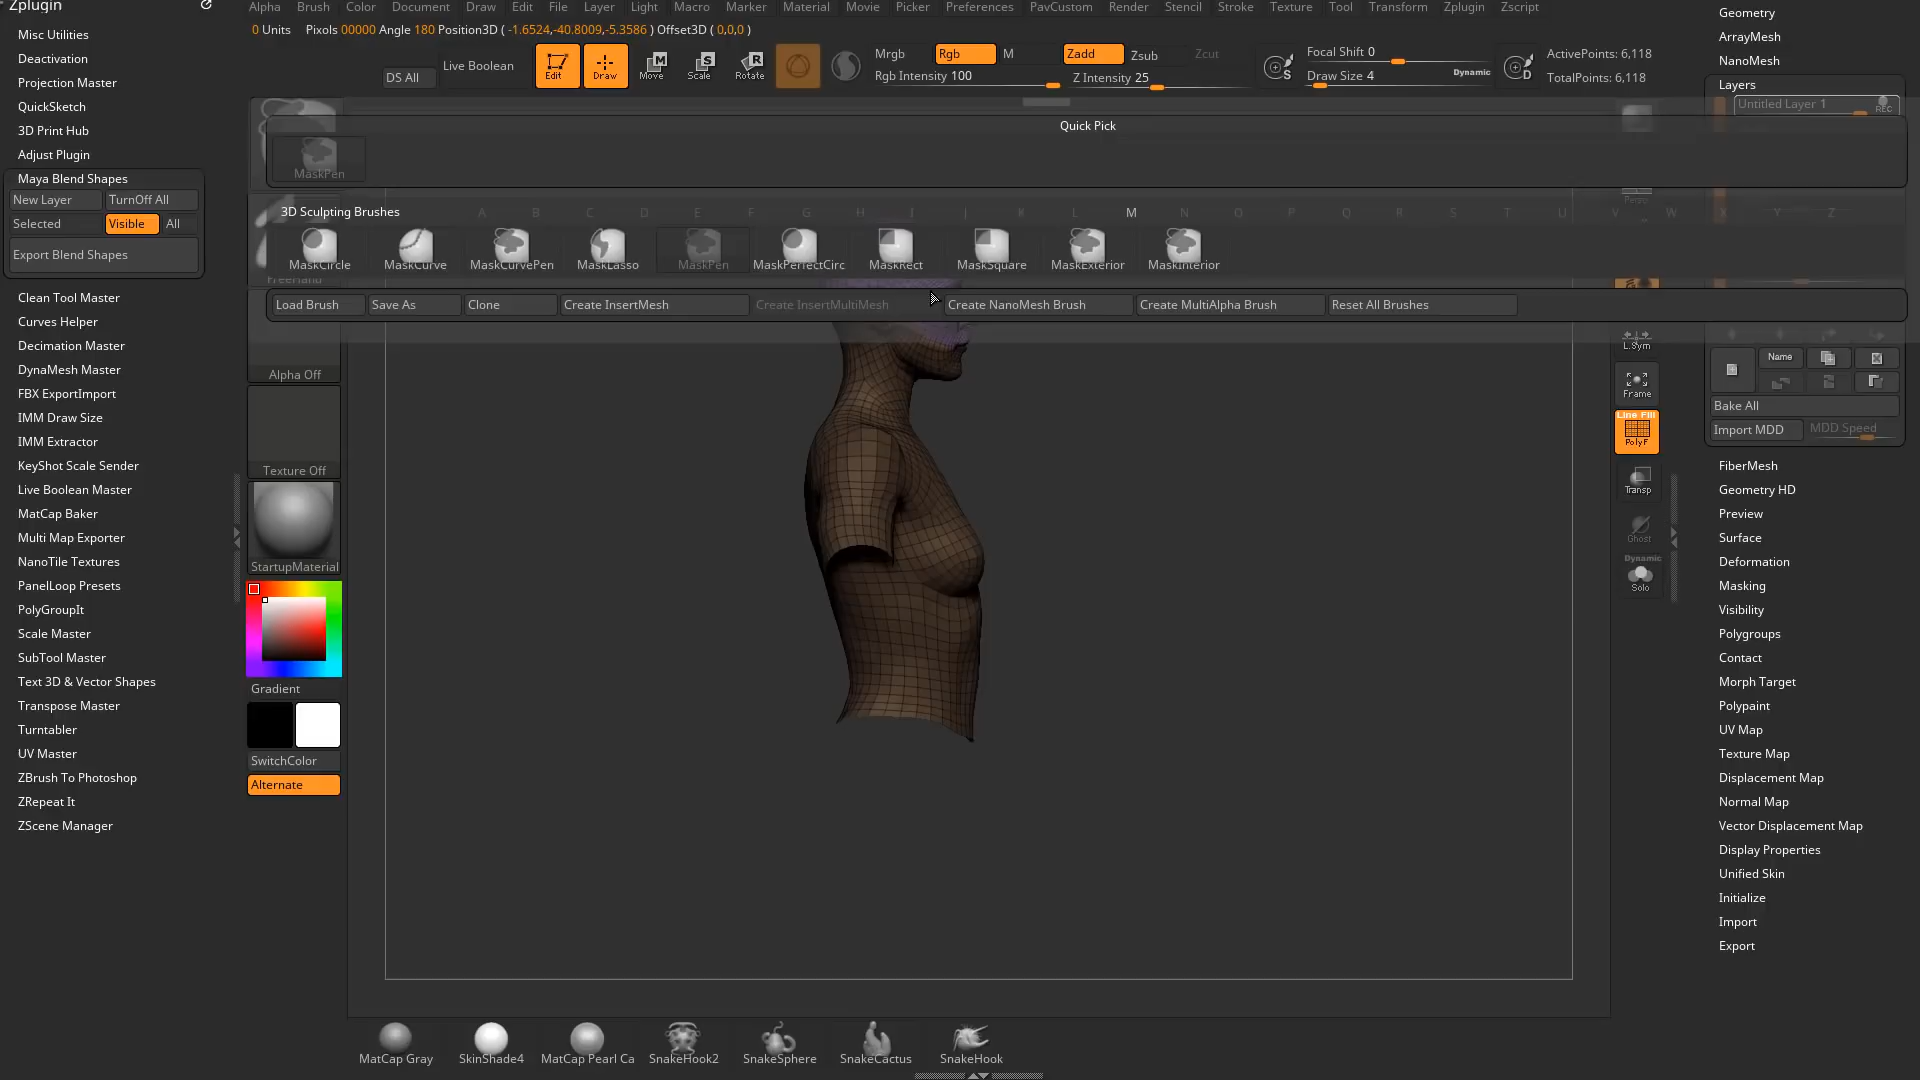 Zplugin
Alpha Brush Color Document Draw Edit File Layer Light Macro Marker Material Movie Picker Preferences PavCustom Render Stencil Stroke Texture Tool Transform Zplugin Zscript
0 Units Pixols 00000 Angle 180 Position3D ( -1.6524,-40.8009,-5.3586 ) Offset3D ( 0,0,0 )
DS All
Live Boolean
Edit
Draw
Move
Scale
Rotate
Mrgb Rgb M
Rgb Intensity 100
Zadd Zsub Zcut
Z Intensity 25
S
Focal Shift 0
Draw Size 4 Dynamic
D
ActivePoints: 6,118
TotalPoints: 6,118
Misc Utilities
Deactivation
Projection Master
QuickSketch
3D Print Hub
Adjust Plugin
Maya Blend Shapes
New Layer TurnOff All
Selected Visible All
Export Blend Shapes
Clean Tool Master
Curves Helper
Decimation Master
DynaMesh Master
FBX ExportImport
IMM Draw Size
IMM Extractor
KeyShot Scale Sender
Live Boolean Master
MatCap Baker
Multi Map Exporter
NanoTile Textures
PanelLoop Presets
PolyGroupIt
Scale Master
SubTool Master
Text 3D & Vector Shapes
Transpose Master
Turntabler
UV Master
ZBrush To Photoshop
ZRepeat It
ZScene Manager
Quick Pick
MaskPen
3D Sculpting Brushes A B C D E F G H I J K L M N O P Q R S T U V W X Y Z
MaskCircle MaskCurve MaskCurvePen MaskLasso MaskPen MaskPerfectCirc MaskRect MaskSquare MaskExterior MaskInterior
FreeHand
Load Brush Save As Clone Create InsertMesh Create InsertMultiMesh Create NanoMesh Brush Create MultiAlpha Brush Reset All Brushes
Alpha Off
Texture Off
StartupMaterial
Gradient
SwitchColor
Alternate
Persp
L.Sym
Frame
Line Fill
PolyF
Transp
Ghost
Dynamic
Solo
Geometry
ArrayMesh
NanoMesh
Layers
Untitled Layer 1 REC
Name
Bake All
Import MDD MDD Speed
FiberMesh
Geometry HD
Preview
Surface
Deformation
Masking
Visibility
Polygroups
Contact
Morph Target
Polypaint
UV Map
Texture Map
Displacement Map
Normal Map
Vector Displacement Map
Display Properties
Unified Skin
Initialize
Import
Export
MatCap Gray SkinShade4 MatCap Pearl Ca SnakeHook2 SnakeSphere SnakeCactus SnakeHook